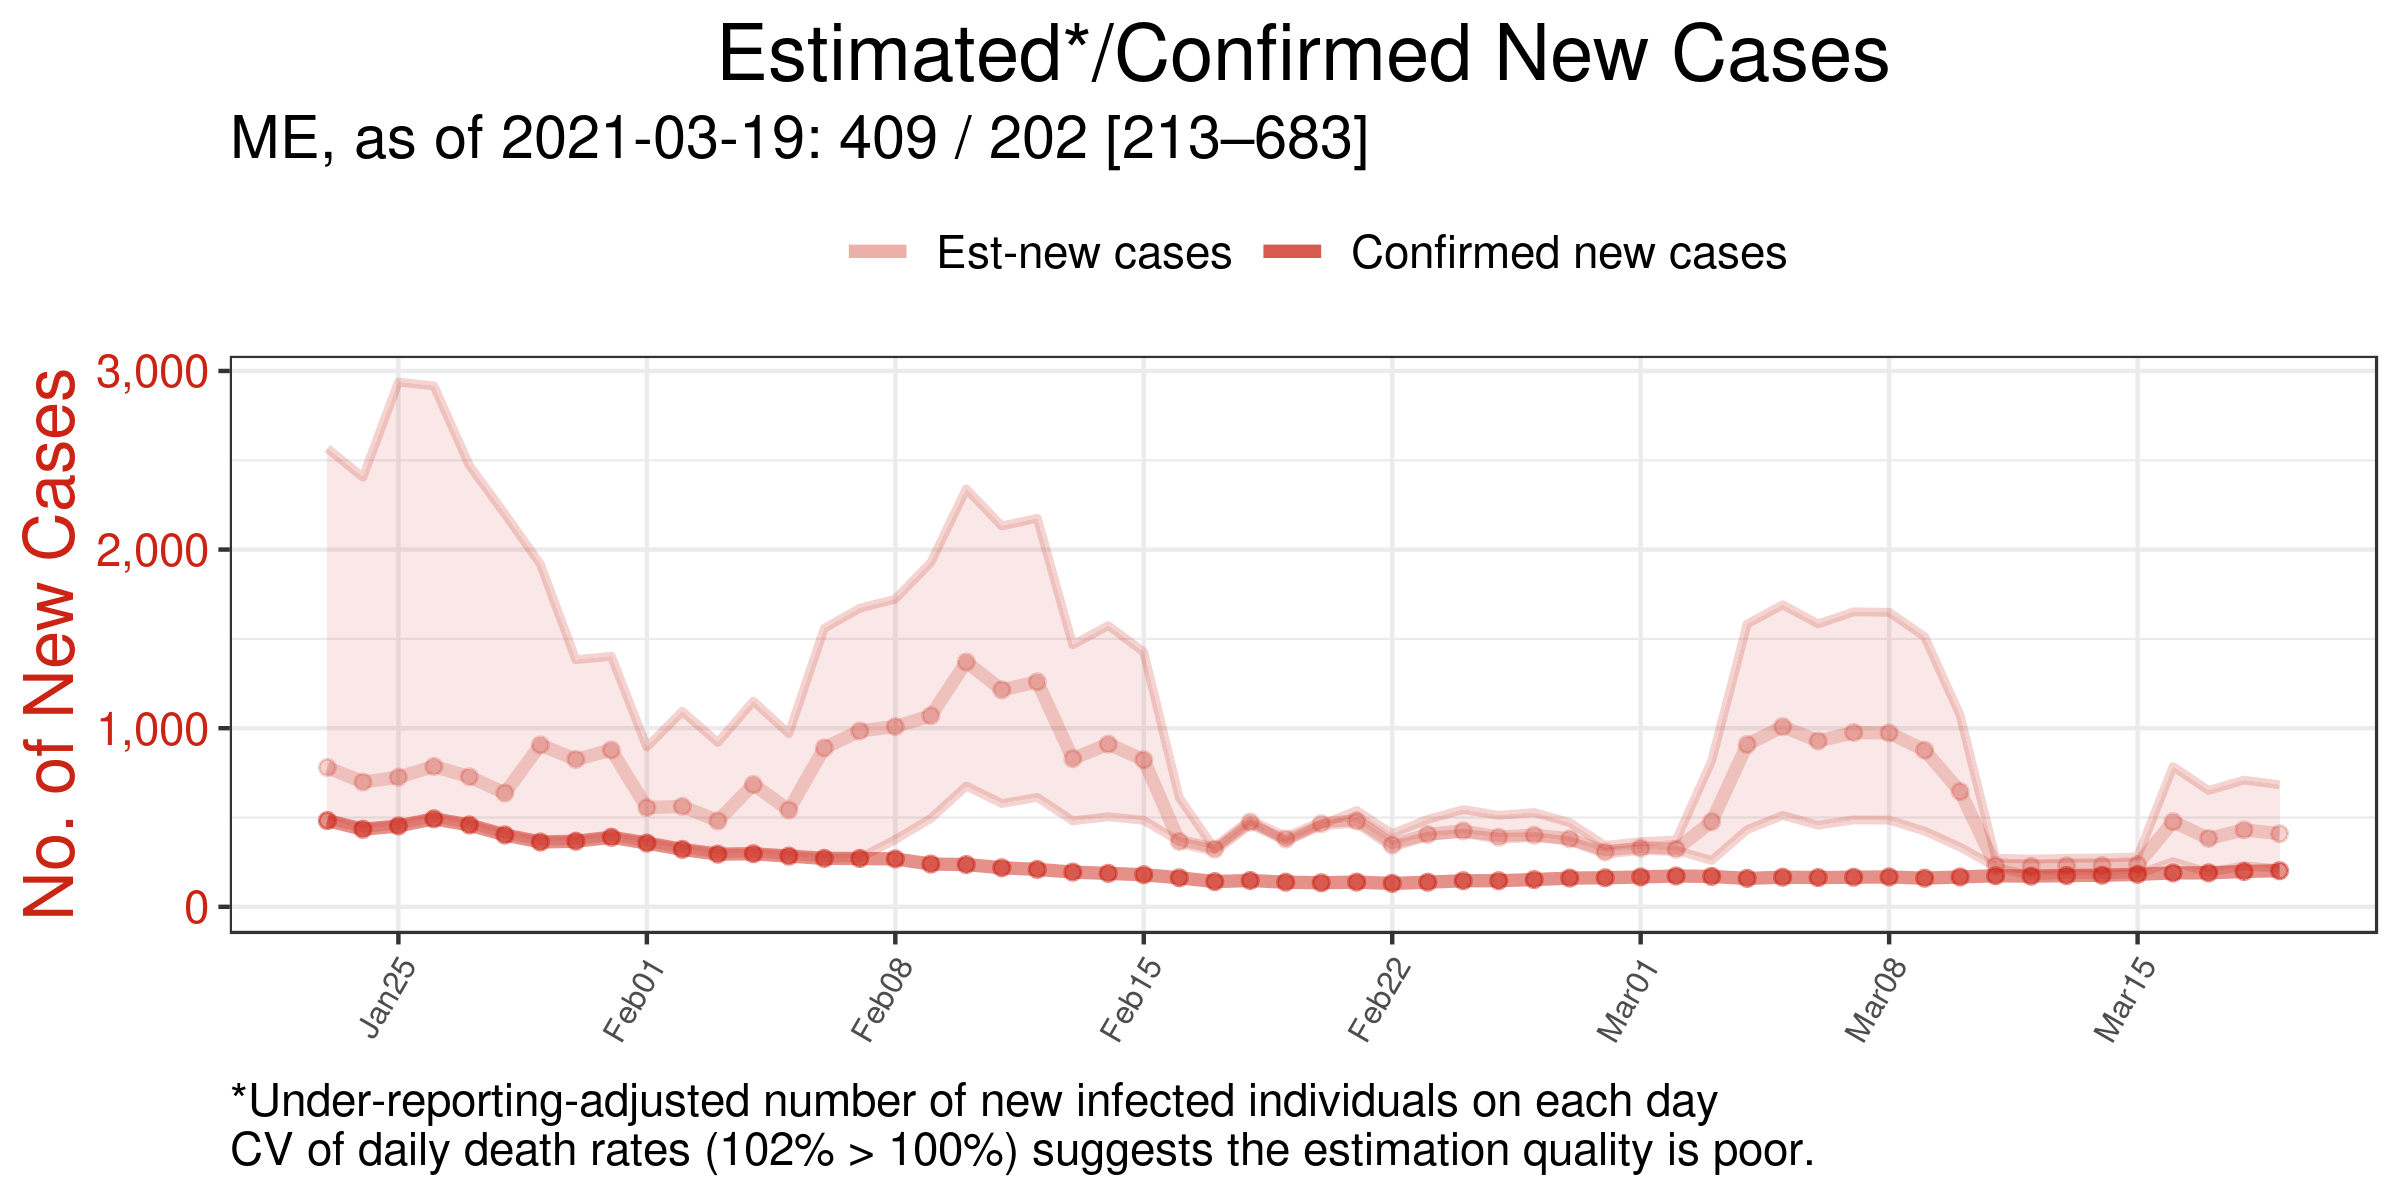 Estimated*/Confirmed New Cases
ME, as of 2021-03-19: 409 / 202 [213–683]
Est-new cases
Confirmed new cases
No. of New Cases
3,000
2,000
1,000
0
Jan25
Feb01
Feb08
Feb15
Feb22
Mar01
Mar08
Mar15
*Under-reporting-adjusted number of new infected individuals on each day
CV of daily death rates (102% > 100%) suggests the estimation quality is poor.